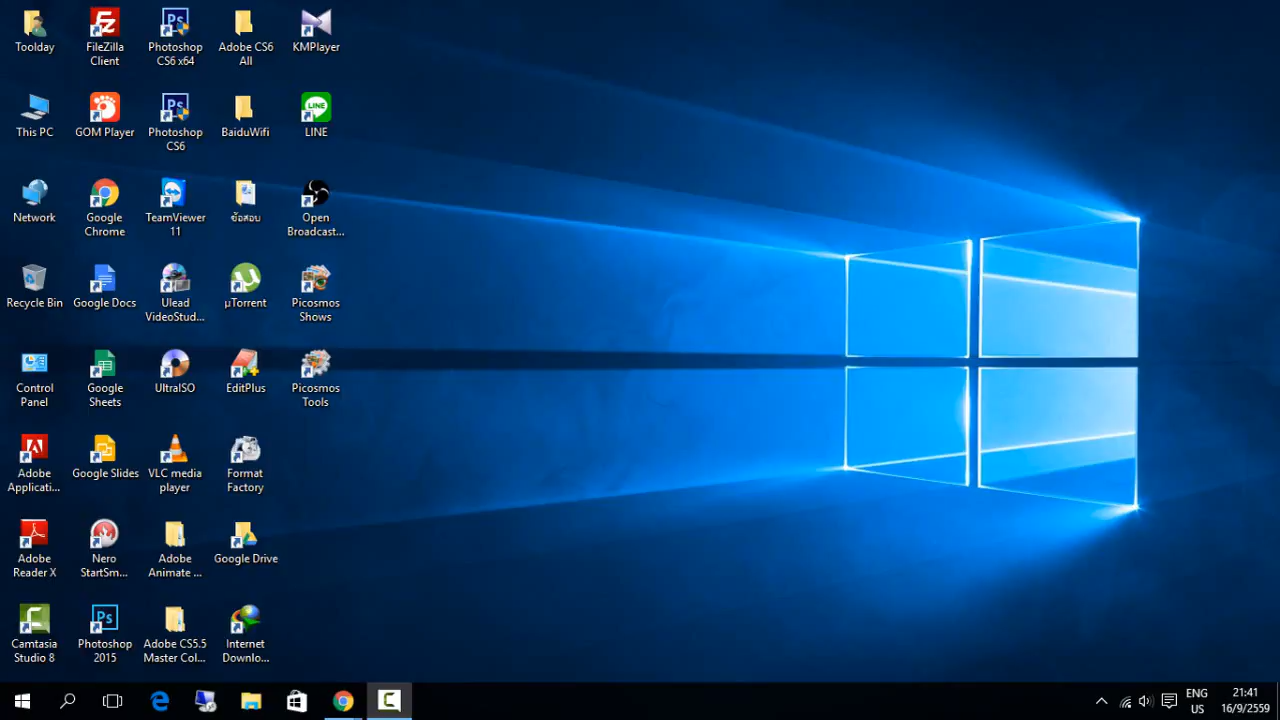 Toolday
FileZilla
Client
Photoshop
CS6 x64
Adobe CS6
All
KMPlayer
This PC
GOM Player
Photoshop
CS6
BaiduWifi
LINE
LINE
Network
Google
Chrome
TeamViewer
11
ข้อสอบ
Open
Broadcast...
Recycle Bin
Google Docs
Ulead
VideoStud...
µTorrent
Picosmos
Shows
Control
Panel
Google
Sheets
UltraISO
EditPlus
Picosmos
Tools
Adobe
Applicati...
Google Slides
VLC media
player
Format
Factory
Adobe
Reader X
Nero
StartSm...
Adobe
Animate ...
Google Drive
Camtasia
Studio 8
Photoshop
2015
Adobe CS5.5
Master Col...
Internet
Downlo...
ENG
US
21:41
16/9/2559